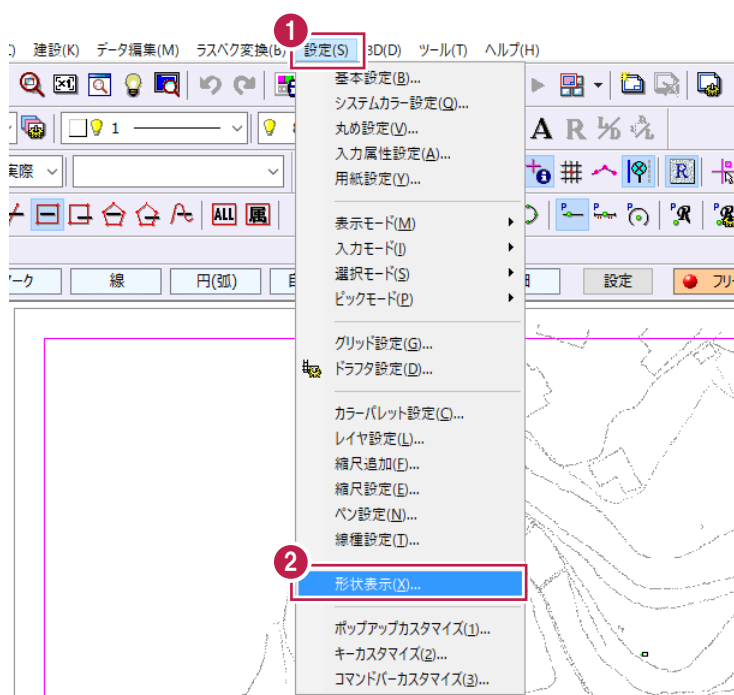 1
建設(K) データ編集(M) ラスベク変換(B) 設定(S) 3D(D) ツール(T) ヘルプ(H)
1
A R
実際
R
ALL 属
線
円(弧)
設定
フリー
基本設定(B)...
システムカラー設定(O)...
丸め設定(V)...
入力属性設定(A)...
用紙設定(Y)...
表示モード(M)
入力モード(I)
選択モード(S)
ピックモード(P)
グリッド設定(G)...
ドラフタ設定(D)...
カラーパレット設定(C)...
レイヤ設定(L)...
縮尺追加(F)...
縮尺設定(E)...
ペン設定(N)...
線種設定(T)...
2
形状表示(X)...
ポップアップカスタマイズ(1)...
キーカスタマイズ(2)...
コマンドバーカスタマイズ(3)...